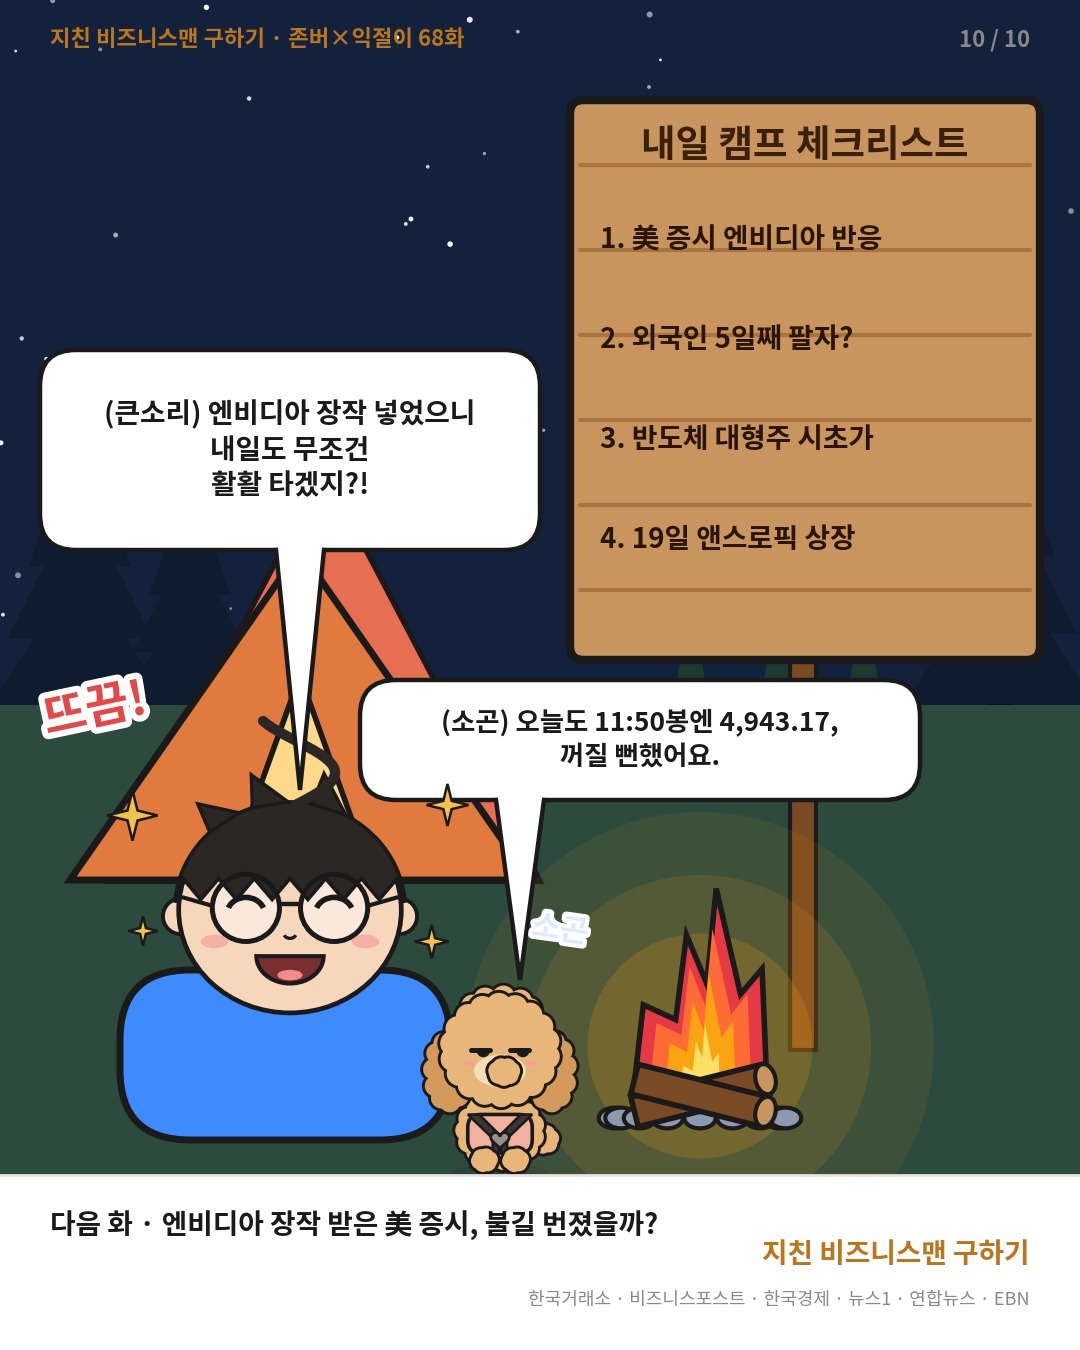 지친 비즈니스맨 구하기 · 존버×익절이 68화
10 / 10
내일 캠프 체크리스트
1. 美 증시 엔비디아 반응
2. 외국인 5일째 팔자?
3. 반도체 대형주 시초가
4. 19일 앤스로픽 상장
(큰소리) 엔비디아 장작 넣었으니
내일도 무조건
활활 타겠지?!
뜨끔!
(소곤) 오늘도 11:50봉엔 4,943.17,
꺼질 뻔했어요.
소곤
다음 화 · 엔비디아 장작 받은 美 증시, 불길 번졌을까?
지친 비즈니스맨 구하기
한국거래소 · 비즈니스포스트 · 한국경제 · 뉴스1 · 연합뉴스 · EBN